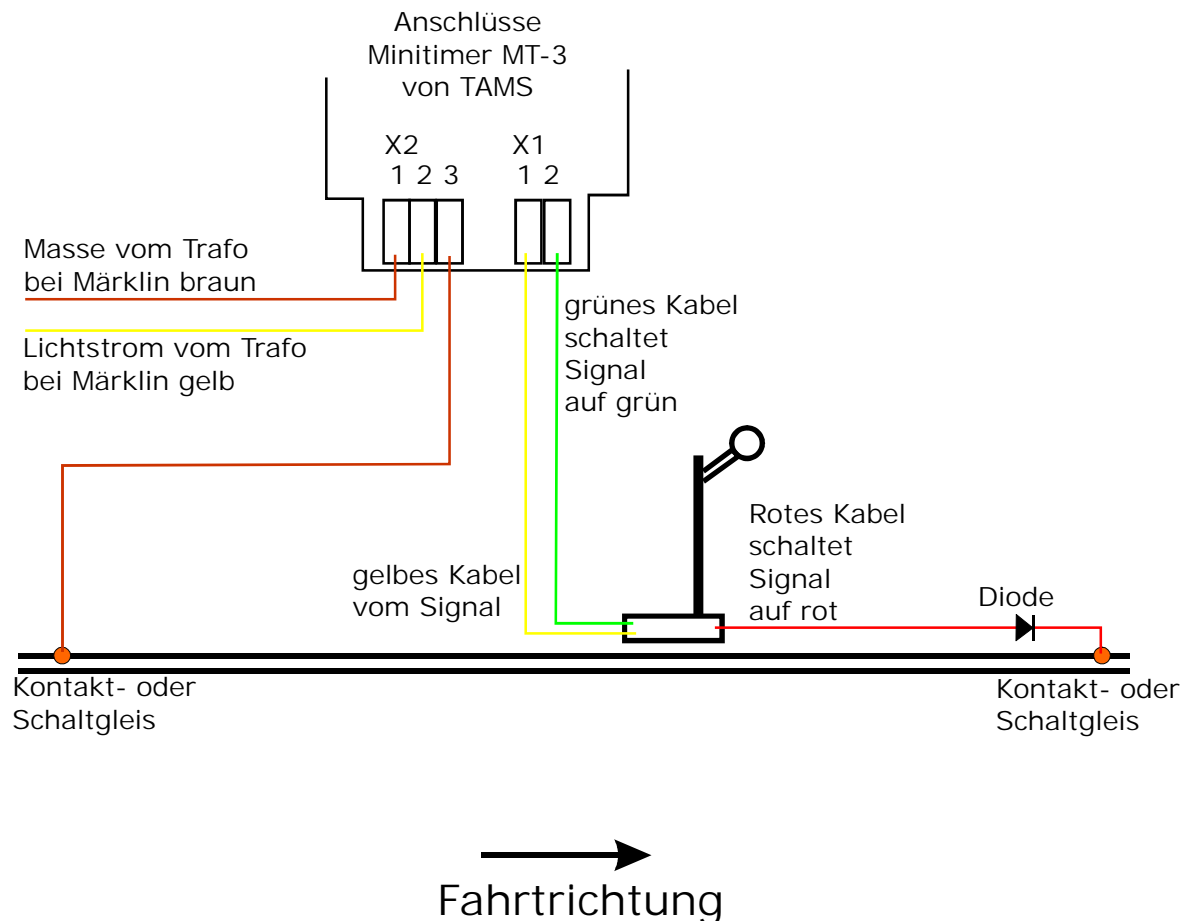 Anschlüsse
Minitimer MT-3
von TAMS
X2 X1
1 2 3 1 2
Masse vom Trafo
bei Märklin braun
Lichtstrom vom Trafo
bei Märklin gelb
grünes Kabel
schaltet
Signal
auf grün
gelbes Kabel
vom Signal
Rotes Kabel
schaltet
Signal
auf rot
Diode
Kontakt- oder
Schaltgleis
Kontakt- oder
Schaltgleis
Fahrtrichtung